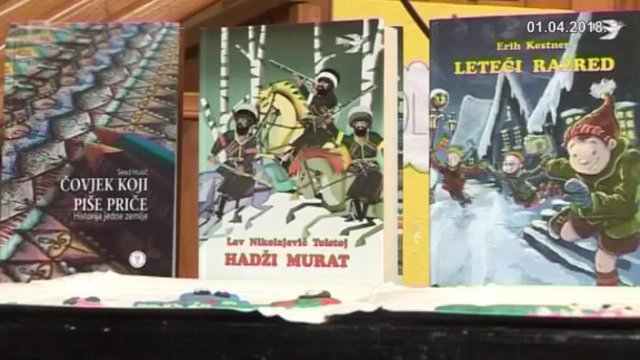 01.04.2018.
Sead Husić
ČOVJEK KOJI
PIŠE PRIČE
Historija jedne zemlje
Lav Nikolajevič Tolstoj
HADŽI MURAT
Erih Kestner
LETEĆI RAZRED